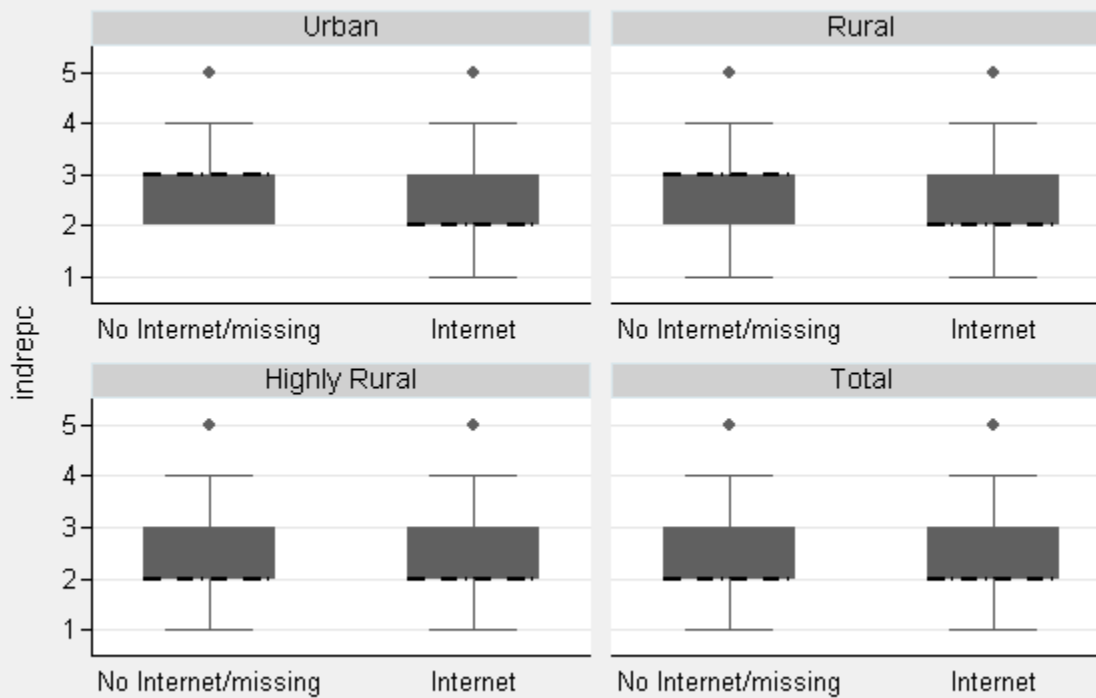 Urban
Rural
5
4
3
2
1
No Internet/missing
Internet
No Internet/missing
Internet
indrepc
Highly Rural
Total
5
4
3
2
1
No Internet/missing
Internet
No Internet/missing
Internet